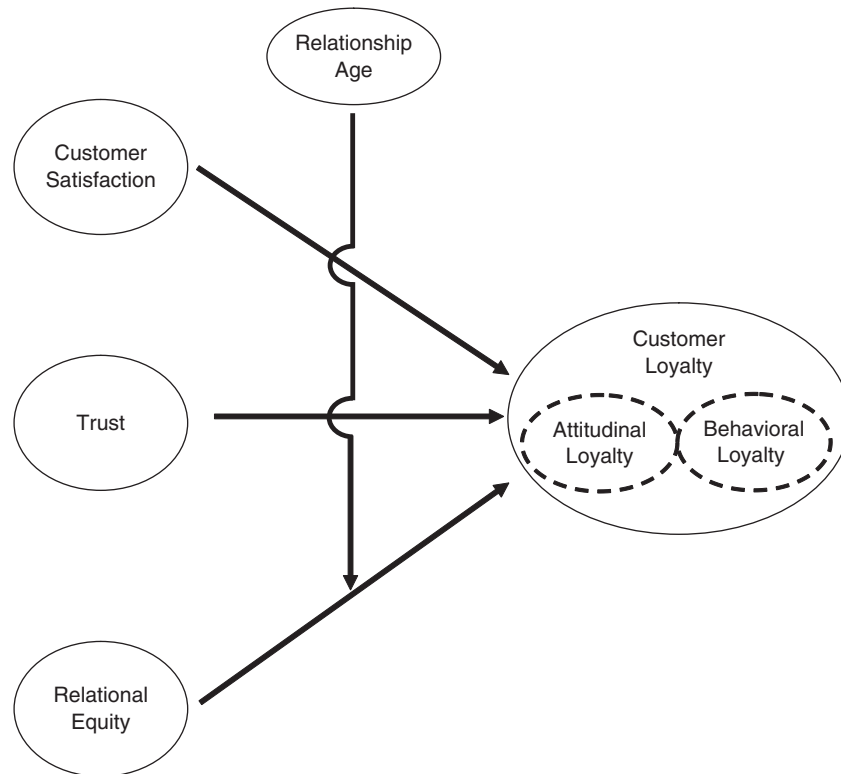 Relationship
Age
Customer
Satisfaction
Customer
Loyalty
Trust
Attitudinal
Loyalty
Behavioral
Loyalty
Relational
Equity